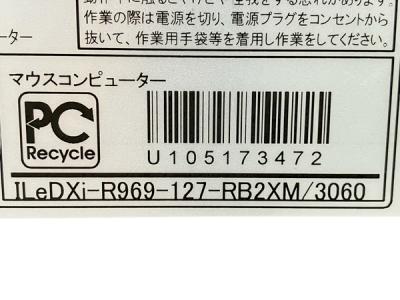 作業の際は電源を切り、電源プラグをコンセントから
ーター
抜いて、作業用手袋等を着用し作業をしてください。
マウスコンピューター
PC
Recycle
U105173472
ILeDXi-R969-127-RB2XM/3060